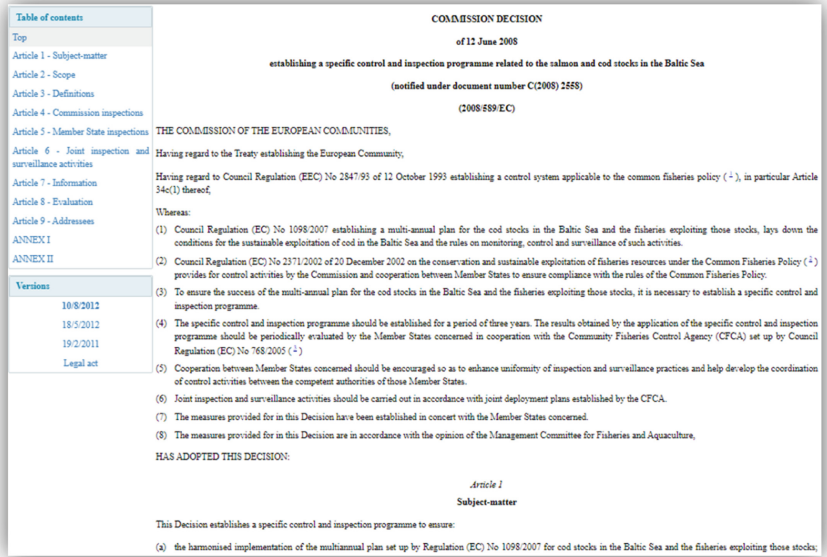 Table of contents
Top
Article 1 - Subject-matter
Article 2 - Scope
Article 3 - Definitions
Article 4 - Commission inspections
Article 5 - Member State inspections
Article 6 - Joint inspection and
surveillance activities
Article 7 - Information
Article 8 - Evaluation
Article 9 - Addressees
ANNEX I
ANNEX II
Versions
10/8/2012
18/5/2012
19/2/2011
Legal act
COMMISSION DECISION
of 12 June 2008
establishing a specific control and inspection programme related to the salmon and cod stocks in the Baltic Sea
(notified under document number C(2008) 2558)
(2008/589/EC)
THE COMMISSION OF THE EUROPEAN COMMUNITIES,
Having regard to the Treaty establishing the European Community,
Having regard to Council Regulation (EEC) No 2847/93 of 12 October 1993 establishing a control system applicable to the common fisheries policy ( 1 ), in particular Article
34c(1) thereof,
Whereas:
(1) Council Regulation (EC) No 1098/2007 establishing a multi-annual plan for the cod stocks in the Baltic Sea and the fisheries exploiting those stocks, lays down the
conditions for the sustainable exploitation of cod in the Baltic Sea and the rules on monitoring, control and surveillance of such activities.
(2) Council Regulation (EC) No 2371/2002 of 20 December 2002 on the conservation and sustainable exploitation of fisheries resources under the Common Fisheries Policy ( 2 )
provides for control activities by the Commission and cooperation between Member States to ensure compliance with the rules of the Common Fisheries Policy.
(3) To ensure the success of the multi-annual plan for the cod stocks in the Baltic Sea and the fisheries exploiting those stocks, it is necessary to establish a specific control and
inspection programme.
(4) The specific control and inspection programme should be established for a period of three years. The results obtained by the application of the specific control and inspection
programme should be periodically evaluated by the Member States concerned in cooperation with the Community Fisheries Control Agency (CFCA) set up by Council
Regulation (EC) No 768/2005 ( 3 )
(5) Cooperation between Member States concerned should be encouraged so as to enhance uniformity of inspection and surveillance practices and help develop the coordination
of control activities between the competent authorities of those Member States.
(6) Joint inspection and surveillance activities should be carried out in accordance with joint deployment plans established by the CFCA.
(7) The measures provided for in this Decision have been established in concert with the Member States concerned.
(8) The measures provided for in this Decision are in accordance with the opinion of the Management Committee for Fisheries and Aquaculture,
HAS ADOPTED THIS DECISION:
Article 1
Subject-matter
This Decision establishes a specific control and inspection programme to ensure:
(a) the harmonised implementation of the multiannual plan set up by Regulation (EC) No 1098/2007 for cod stocks in the Baltic Sea and the fisheries exploiting those stocks;